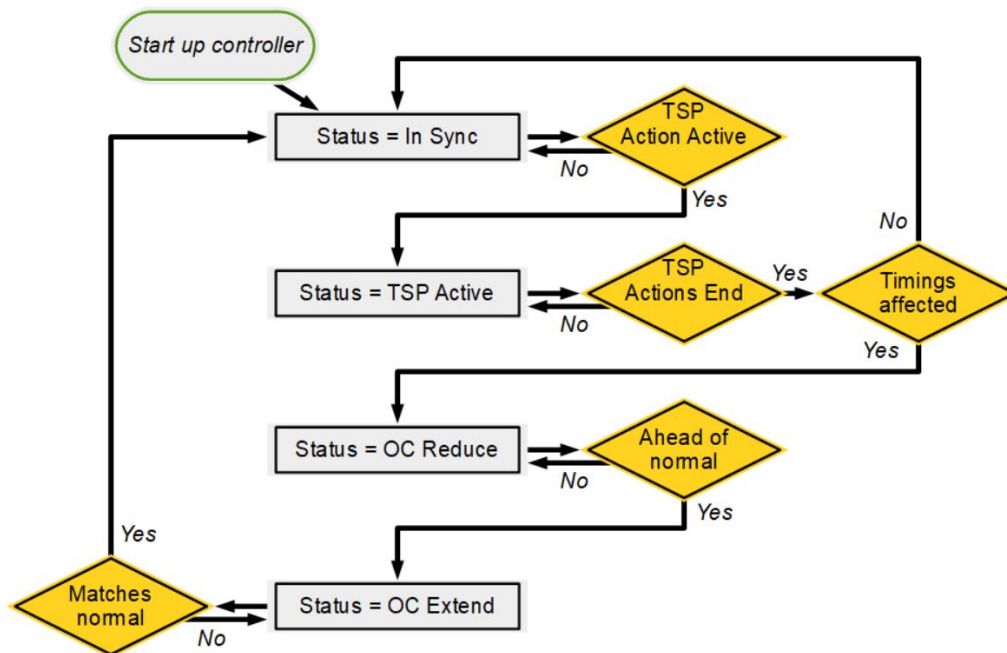 Start up controller
Status = In Sync
TSP
Action Active
No
Yes
No
Status = TSP Active
TSP
Actions End
Yes
No
Timings
affected
Yes
Status = OC Reduce
Ahead of
normal
No
Yes
Yes
Matches
normal
No
Status = OC Extend